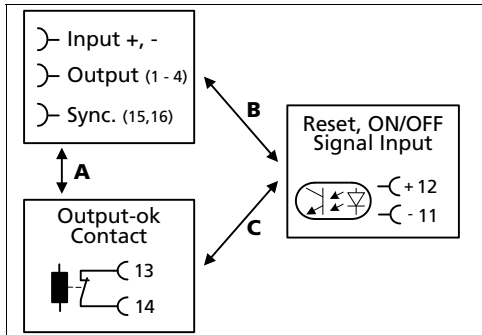 Input +, -
Output (1 - 4)
Sync. (15,16)
B
Reset, ON/OFF
Signal Input
+ 12
- 11
A
C
Output-ok
Contact
13
14